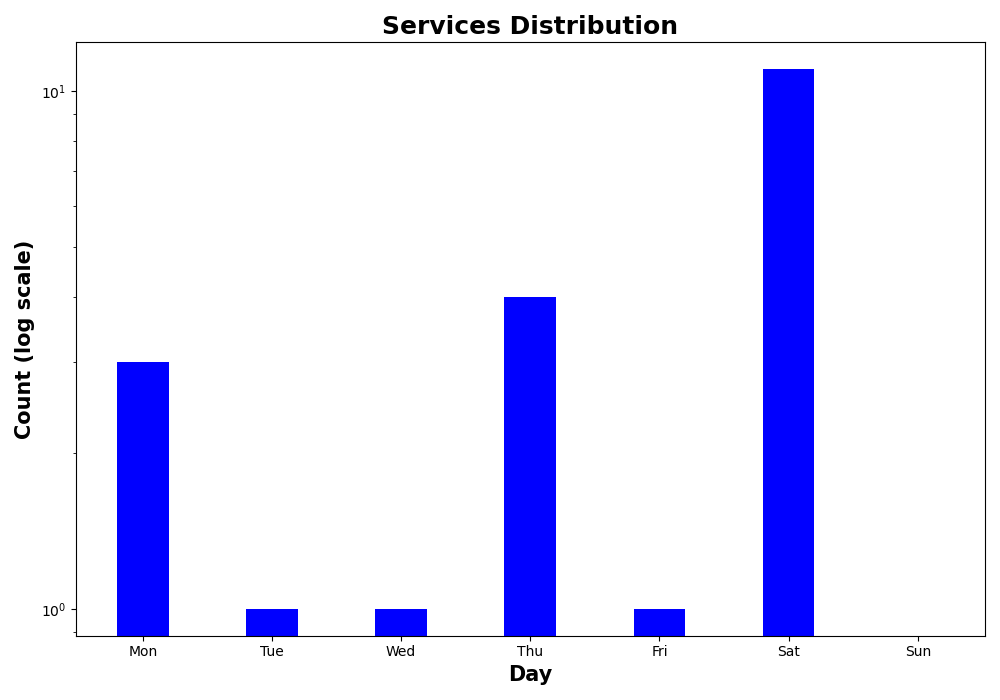 Services Distribution
Count (log scale)
10¹
10⁰
Mon Tue Wed Thu Fri Sat Sun
Day